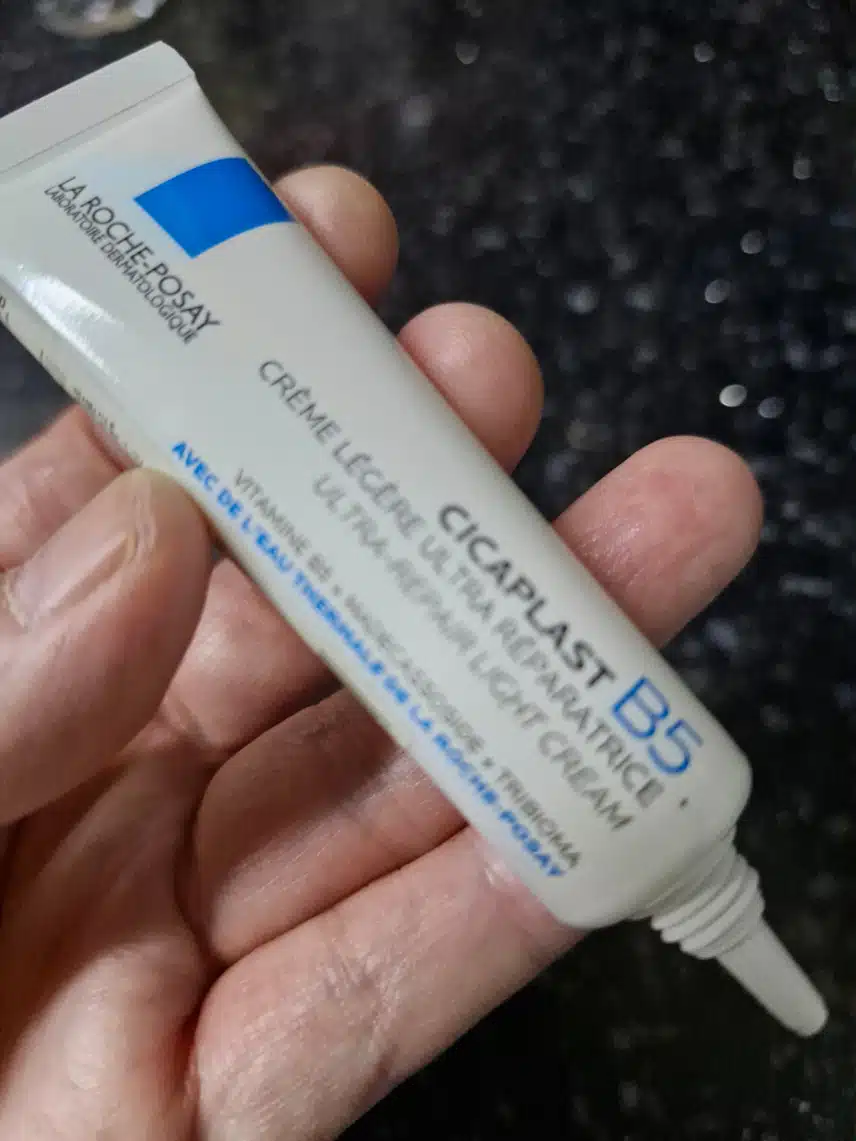 LA ROCHE-POSAY
LABORATOIRE DERMATOLOGIQUE
CICAPLAST B5
CRÈME LÉGÈRE ULTRA RÉPARATRICE
ULTRA-REPAIR LIGHT CREAM
VITAMINE B5 • MADECASSOSIDE • TRIBIOMA
AVEC DE L'EAU THERMALE DE LA ROCHE-POSAY